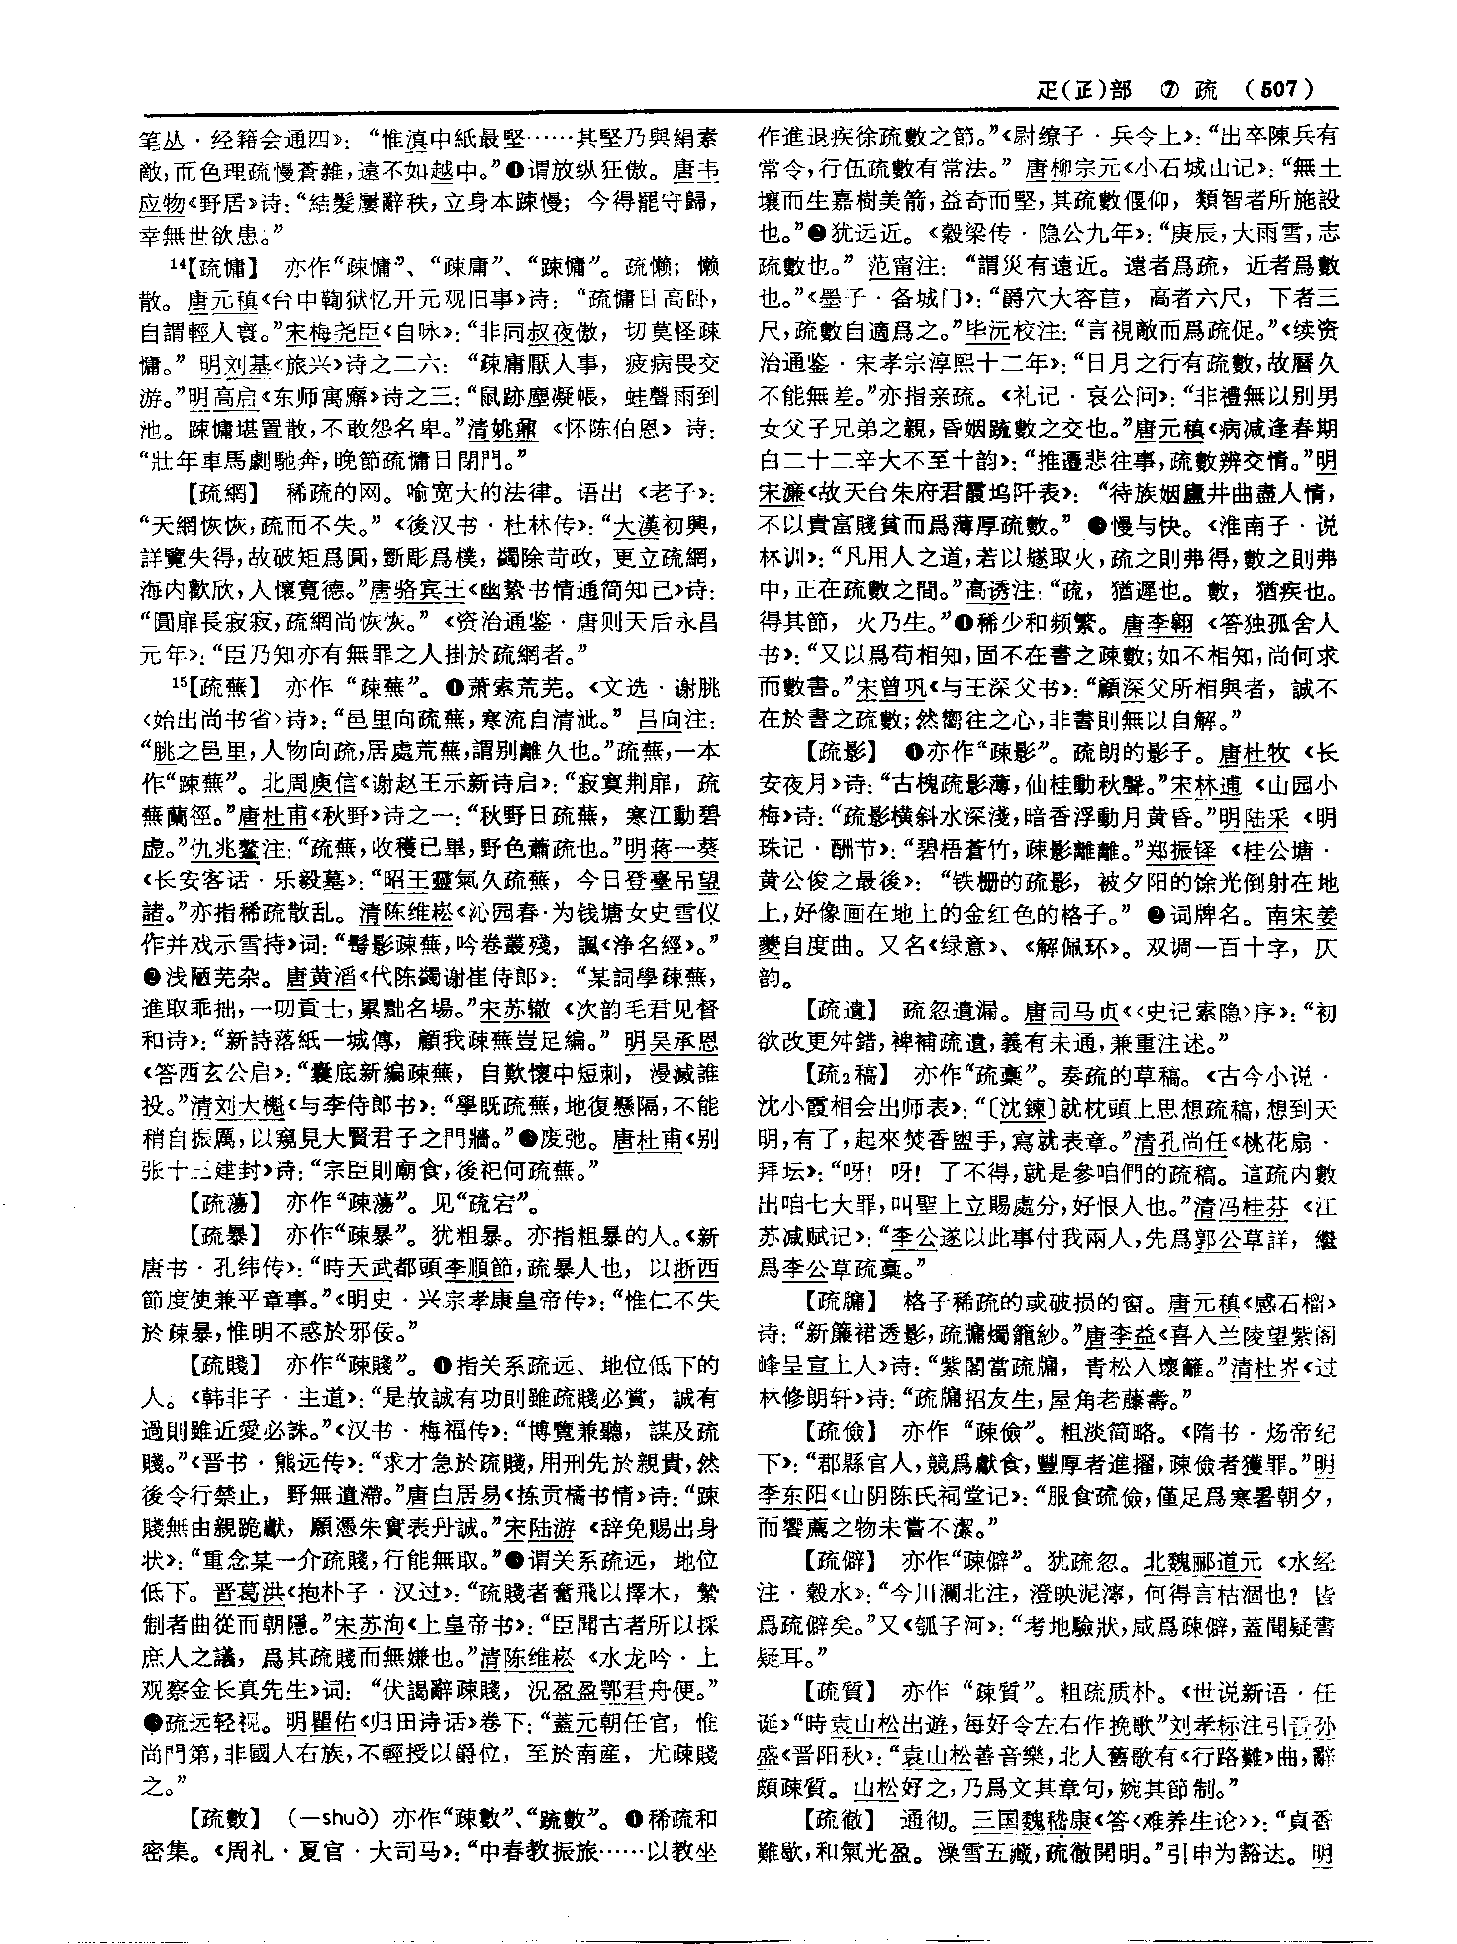 疋(𤴔)部 ⑦ 疏 （507）
笔丛·经籍会通四》：“惟滇中紙最堅……其堅乃與絹素
敵，而色理疏慢蒼雜，遠不如越中。”❶谓放纵狂傲。唐韦
应物《野居》诗：“結髮屢辭秩，立身本疎慢；今得罷守歸，
幸無世欲患。”
14【疏慵】 亦作“疎慵”、“疎庸”、“踈慵”。疏懒；懒
散。唐元稹《台中鞫狱忆开元观旧事》诗：“疏慵日高卧，
自謂輕人寰。”宋梅尧臣《自咏》：“非同叔夜傲，切莫怪疎
慵。”明刘基《旅兴》诗之二六：“疎庸厭人事，疲病畏交
游。”明高启《东师寓廨》诗之三：“鼠跡塵凝帳，蛙聲雨到
池。踈慵堪置散，不敢怨名卑。”清姚鼐《怀陈伯恩》诗：
“壯年車馬劇馳奔，晚節疏慵日閉門。”
【疏網】 稀疏的网。喻宽大的法律。语出《老子》：
“天網恢恢，疏而不失。”《後汉书·杜林传》：“大漢初興，
詳覽失得，故破矩爲圓，斲彫爲樸，蠲除苛政，更立疏網，
海内歡欣，人懷寬德。”唐骆宾王《幽絷书情通简知己》诗：
“圓扉長寂寂，疏網尚恢恢。”《资治通鉴·唐则天后永昌
元年》：“臣乃知亦有無罪之人掛於疏網者。”
15【疏蕪】 亦作“疎蕪”。❶萧索荒芜。《文选·谢朓
〈始出尚书省〉诗》：“邑里向疏蕪，寒流自清泚。”吕向注：
“朓之邑里，人物向疏，居處荒蕪，謂别離久也。”疏蕪，一本
作“踈蕪”。北周庾信《谢赵王示新诗启》：“寂寞荆扉，疏
蕪蘭徑。”唐杜甫《秋野》诗之一：“秋野日疏蕪，寒江動碧
虚。”仇兆鳌注：“疏蕪，收穫已畢，野色蕭疏也。”明蒋一葵
《长安客话·乐毅墓》：“昭王靈氣久疏蕪，今日登臺吊望
諸。”亦指稀疏散乱。清陈维崧《沁园春·为钱塘女史雪仪
作并戏示雪持》词：“髩影疎蕪，吟卷叢殘，諷《浄名經》。”
❷浅陋芜杂。唐黄滔《代陈蠲谢崔侍郎》：“某詞學疎蕪，
進取乖拙，一叨貢士，累黜名場。”宋苏辙《次韵毛君见督
和诗》：“新詩落紙一城傳，顧我疎蕪豈足編。”明吴承恩
《答西玄公启》：“囊底新編疎蕪，自歎懷中短刺，漫滅誰
投。”清刘大櫆《与李侍郎书》：“學既疏蕪，地復懸隔，不能
稍自振厲，以窺見大賢君子之門牆。”❸废弛。唐杜甫《别
张十三建封》诗：“宗臣則廟食，後祀何疏蕪。”
【疏蕩】 亦作“疎蕩”。见“疏宕”。
【疏暴】 亦作“疎暴”。犹粗暴。亦指粗暴的人。《新
唐书·孔纬传》：“時天武都頭李順節，疏暴人也，以浙西
節度使兼平章事。”《明史·兴宗孝康皇帝传》：“惟仁不失
於疎暴，惟明不惑於邪佞。”
【疏賤】 亦作“疎賤”。❶指关系疏远、地位低下的
人。《韩非子·主道》：“是故誠有功則雖疏賤必賞，誠有
過則雖近愛必誅。”《汉书·梅福传》：“博覽兼聽，謀及疏
賤。”《晋书·熊远传》：“求才急於疏賤，用刑先於親貴，然
後令行禁止，野無遺滯。”唐白居易《拣贡橘书情》诗：“踈
賤無由親跪獻，願憑朱實表丹誠。”宋陆游《辞免赐出身
状》：“重念某一介疏賤，行能無取。”❷谓关系疏远，地位
低下。晋葛洪《抱朴子·汉过》：“疏賤者奮飛以擇木，縶
制者曲從而朝隱。”宋苏洵《上皇帝书》：“臣聞古者所以採
庶人之議，爲其疏賤而無嫌也。”清陈维崧《水龙吟·上
观察金长真先生》词：“伏謁辭疎賤，況盈盈鄂君舟便。”
❸疏远轻视。明瞿佑《归田诗话》卷下：“蓋元朝任官，惟
尚門第，非國人右族，不輕授以爵位，至於南産，尤疎賤
之。”
【疏數】 （—shuò）亦作“疎數”、“䟽數”。❶稀疏和
密集。《周礼·夏官·大司马》：“中春教振旅……以教坐
作進退疾徐疏數之節。”《尉缭子·兵令上》：“出卒陳兵有
常令，行伍疏數有常法。”唐柳宗元《小石城山记》：“無土
壤而生嘉樹美箭，益奇而堅，其疏數偃仰，類智者所施設
也。”❷犹远近。《榖梁传·隐公九年》：“庚辰，大雨雪，志
疏數也。”范甯注：“謂災有遠近。遠者爲疏，近者爲數
也。”《墨子·备城门》：“爵穴大容苣，高者六尺，下者三
尺，疏數自適爲之。”毕沅校注：“言視敵而爲疏促。”《续资
治通鉴·宋孝宗淳熙十二年》：“日月之行有疏數，故曆久
不能無差。”亦指亲疏。《礼记·哀公问》：“非禮無以别男
女父子兄弟之親，昏姻䟽數之交也。”唐元稹《病减逢春期
白二十二辛大不至十韵》：“推遷悲往事，疏數辨交情。”明
宋濂《故天台朱府君霞坞阡表》：“待族姻廬井曲盡人情，
不以貴富賤貧而爲薄厚疏數。”❸慢与快。《淮南子·说
林训》：“凡用人之道，若以燧取火，疏之則弗得，數之則弗
中，正在疏數之間。”高诱注：“疏，猶遲也。數，猶疾也。
得其節，火乃生。”❹稀少和频繁。唐李翱《答独孤舍人
书》：“又以爲苟相知，固不在書之疎數；如不相知，尚何求
而數書。”宋曾巩《与王深父书》：“顧深父所相與者，誠不
在於書之疏數；然嚮往之心，非書則無以自解。”
【疏影】 ❶亦作“疎影”。疏朗的影子。唐杜牧《长
安夜月》诗：“古槐疏影薄，仙桂動秋聲。”宋林逋《山园小
梅》诗：“疏影横斜水深淺，暗香浮動月黄昏。”明陆采《明
珠记·酬节》：“碧梧蒼竹，疎影離離。”郑振铎《桂公塘·
黄公俊之最後》：“铁栅的疏影，被夕阳的馀光倒射在地
上，好像画在地上的金红色的格子。”❷词牌名。南宋姜
夔自度曲。又名《绿意》、《解佩环》。双调一百十字，仄
韵。
【疏遺】 疏忽遗漏。唐司马贞《〈史记索隐〉序》：“初
欲改更舛錯，裨補疏遺，義有未通，兼重注述。”
【疏2稿】 亦作“疏藁”。奏疏的草稿。《古今小说·
沈小霞相会出师表》：“〔沈鍊〕就枕頭上思想疏稿，想到天
明，有了，起來焚香盥手，寫就表章。”清孔尚任《桃花扇·
拜坛》：“呀！呀！了不得，就是參咱們的疏稿。這疏内數
出咱七大罪，叫聖上立賜處分，好恨人也。”清冯桂芬《江
苏减赋记》：“李公遂以此事付我兩人，先爲郭公草詳，繼
爲李公草疏藁。”
【疏牖】 格子稀疏的或破损的窗。唐元稹《感石榴》
诗：“新簾裙透影，疏牖燭籠紗。”唐李益《喜入兰陵望紫阁
峰呈宣上人》诗：“紫閣當疏牖，青松入壞籬。”清杜岕《过
林修朗轩》诗：“疏牖招友生，屋角老藤壽。”
【疏儉】 亦作“疎儉”。粗淡简略。《隋书·炀帝纪
下》：“郡縣官人，競爲獻食，豐厚者進擢，疎儉者獲罪。”明
李东阳《山阴陈氏祠堂记》：“服食疏儉，僅足爲寒暑朝夕，
而饗薦之物未嘗不潔。”
【疏僻】 亦作“疎僻”。犹疏忽。北魏郦道元《水经
注·穀水》：“今川瀾北注，澄映泥濘，何得言枯涸也？皆
爲疏僻矣。”又《瓠子河》：“考地驗狀，咸爲疎僻，蓋聞疑書
疑耳。”
【疏質】 亦作“疎質”。粗疏质朴。《世说新语·任
诞》“時袁山松出遊，每好令左右作挽歌”刘孝标注引晋孙
盛《晋阳秋》：“袁山松善音樂，北人舊歌有《行路難》曲，辭
頗疎質。山松好之，乃爲文其章句，婉其節制。”
【疏徹】 通彻。三国魏嵇康《答〈难养生论〉》：“貞香
難歇，和氣光盈。澡雪五藏，疏徹開明。”引申为豁达。明